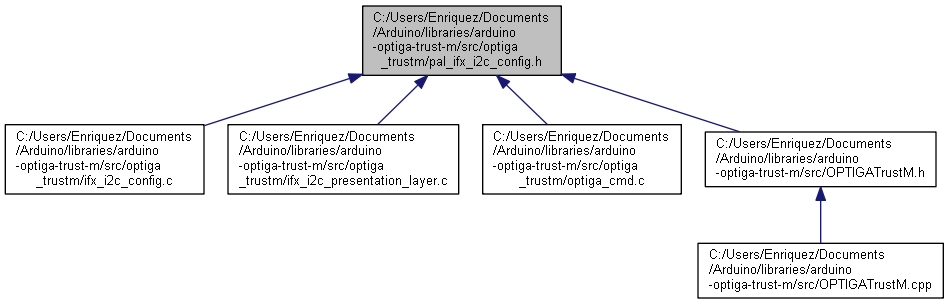 C:/Users/Enriquez/Documents
/Arduino/libraries/arduino
-optiga-trust-m/src/optiga
_trustm/pal_ifx_i2c_config.h
C:/Users/Enriquez/Documents
/Arduino/libraries/arduino
-optiga-trust-m/src/optiga
_trustm/ifx_i2c_config.c
C:/Users/Enriquez/Documents
/Arduino/libraries/arduino
-optiga-trust-m/src/optiga
_trustm/ifx_i2c_presentation_layer.c
C:/Users/Enriquez/Documents
/Arduino/libraries/arduino
-optiga-trust-m/src/optiga
_trustm/optiga_cmd.c
C:/Users/Enriquez/Documents
/Arduino/libraries/arduino
-optiga-trust-m/src/OPTIGATrustM.h
C:/Users/Enriquez/Documents
/Arduino/libraries/arduino
-optiga-trust-m/src/OPTIGATrustM.cpp